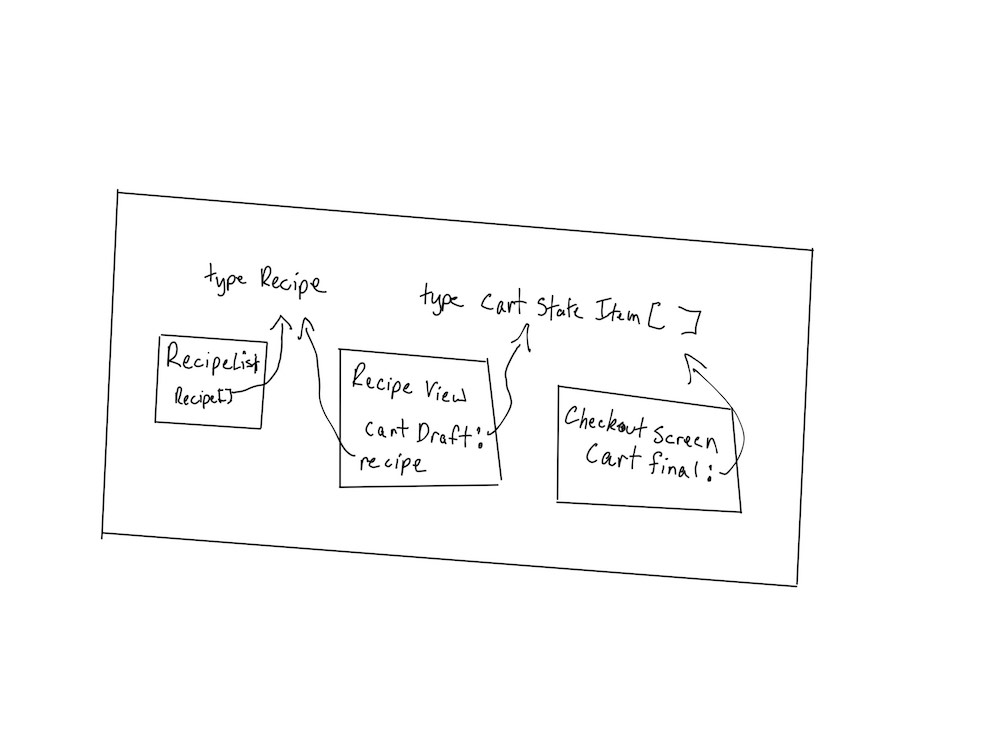 type Recipe
type Cart State Item[ ]
RecipeList
Recipe[]
Recipe View
Cart Draft:
recipe
Checkout Screen
Cart final: